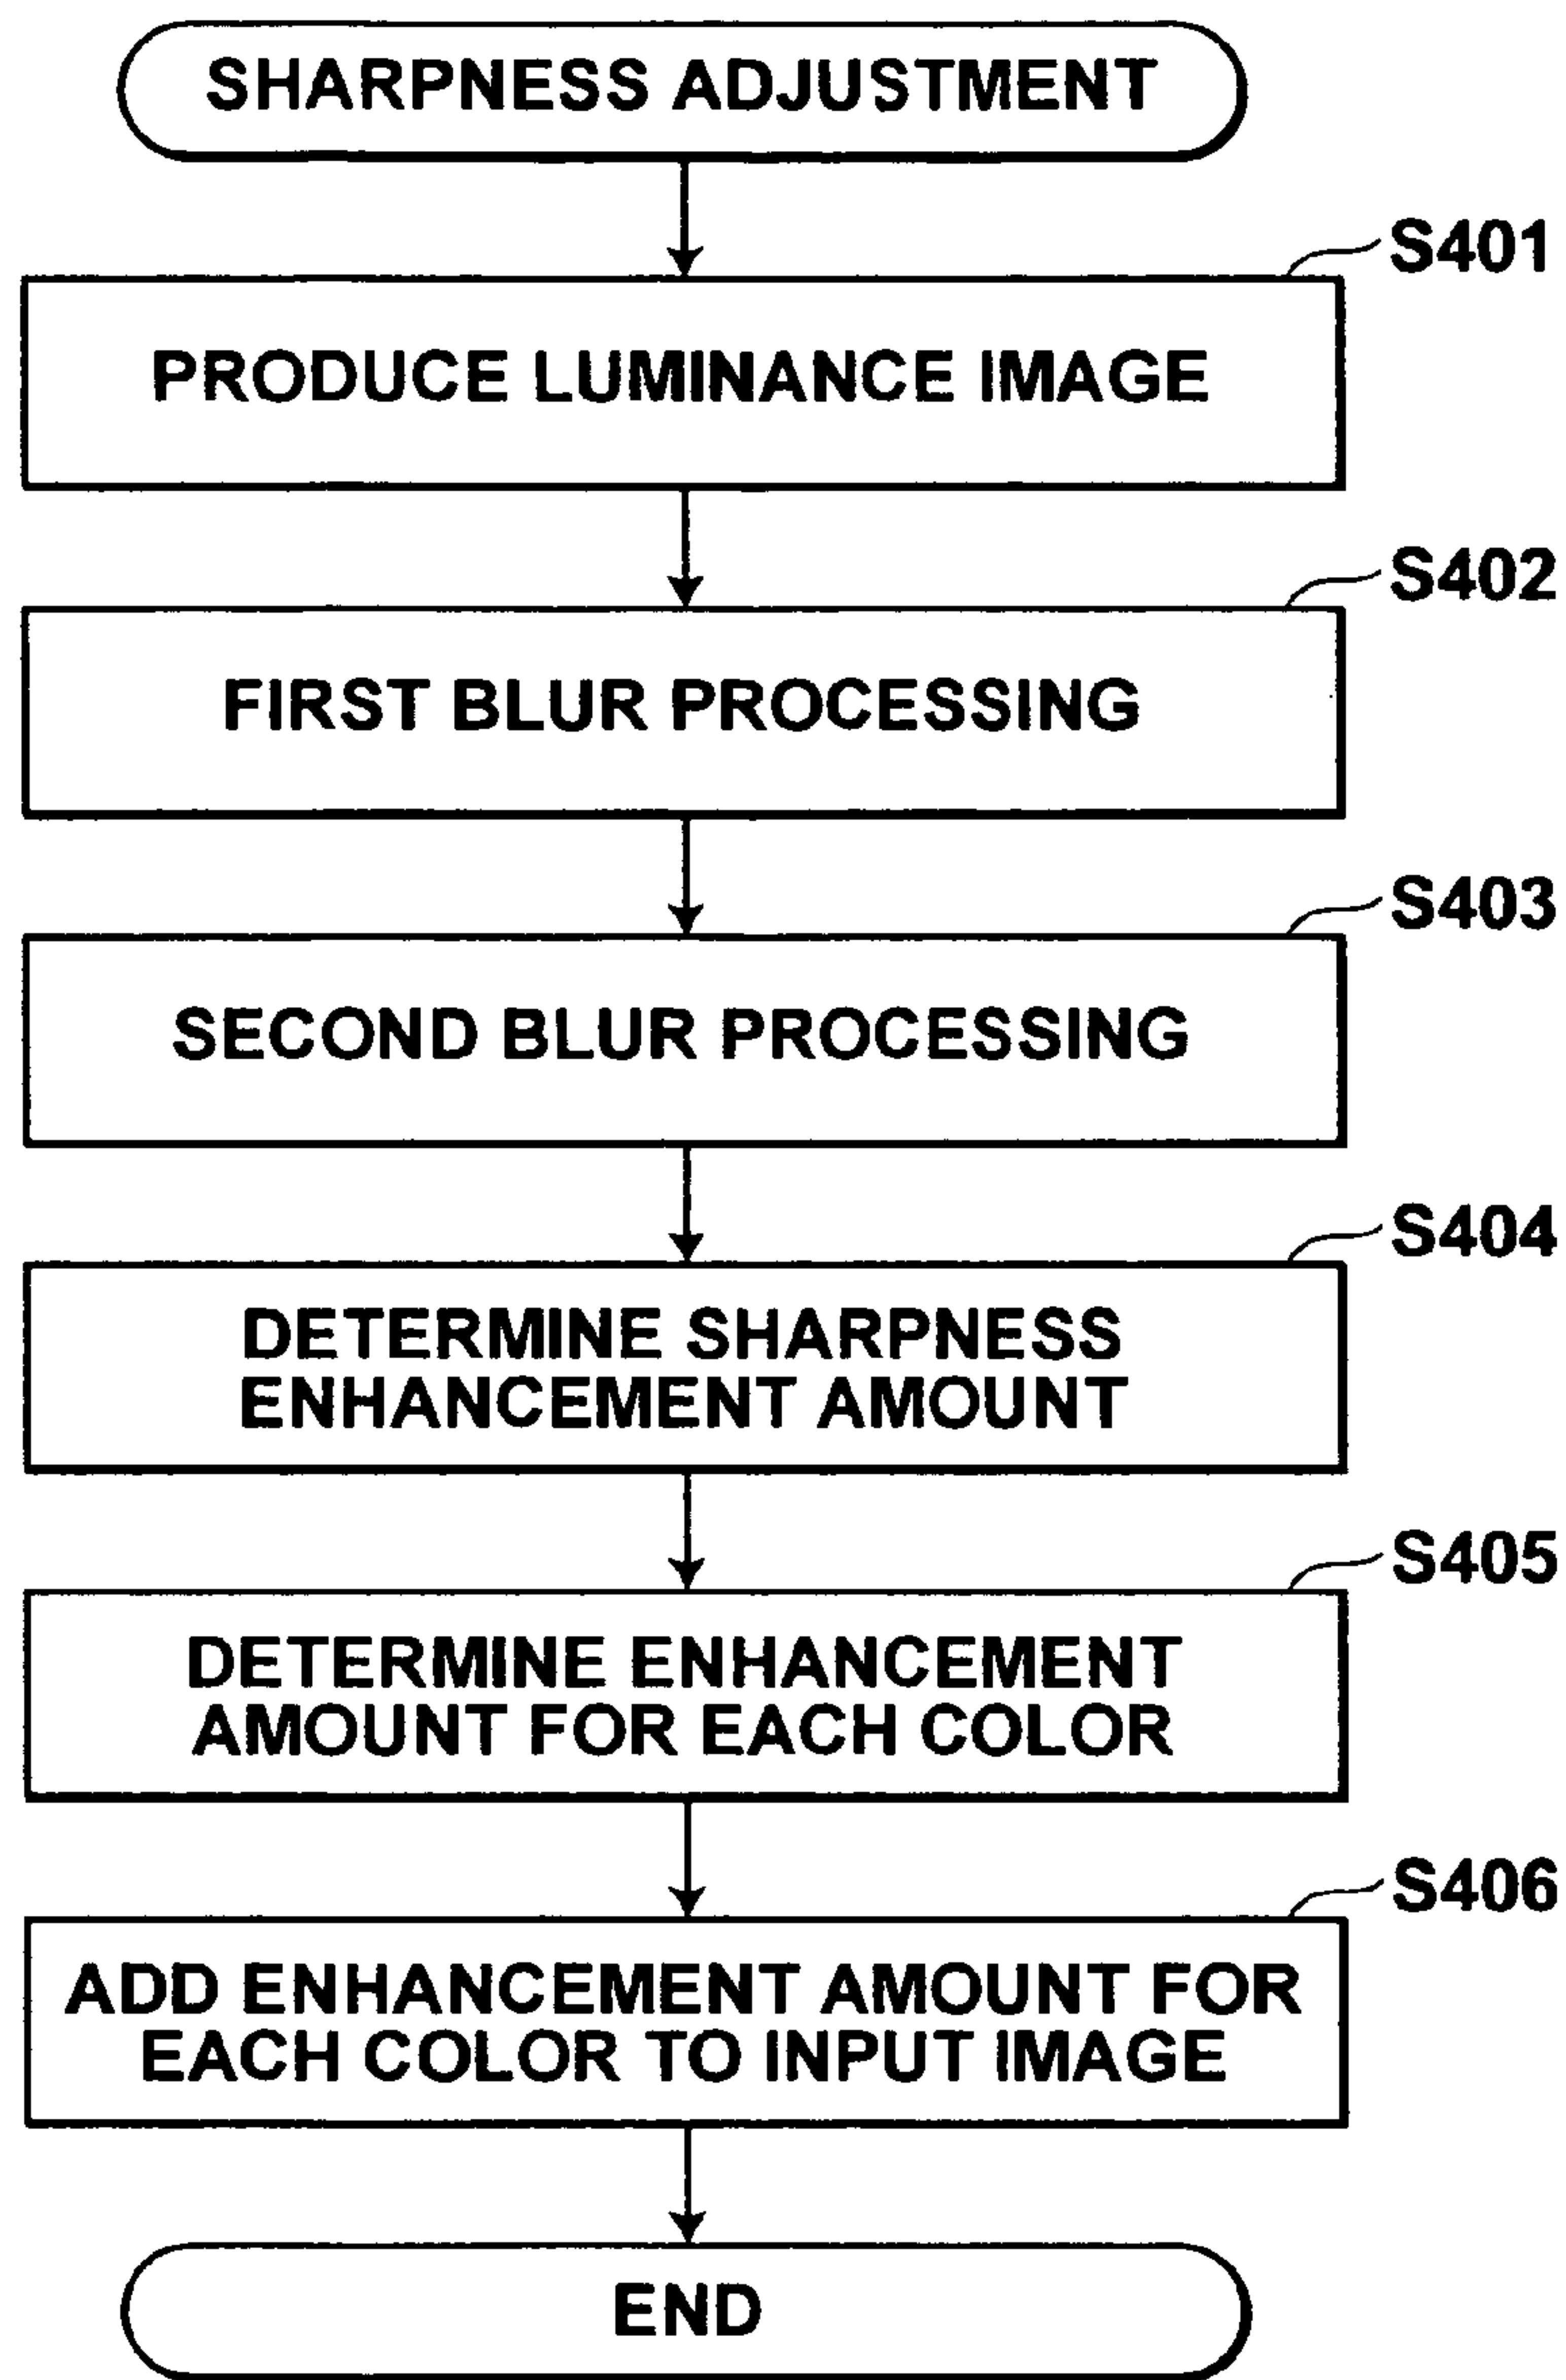 SHARPNESS ADJUSTMENT
S401
PRODUCE LUMINANCE IMAGE
S402
FIRST BLUR PROCESSING
S403
SECOND BLUR PROCESSING
S404
DETERMINE SHARPNESS
ENHANCEMENT AMOUNT
S405
DETERMINE ENHANCEMENT
AMOUNT FOR EACH COLOR
S406
ADD ENHANCEMENT AMOUNT FOR
EACH COLOR TO INPUT IMAGE
END